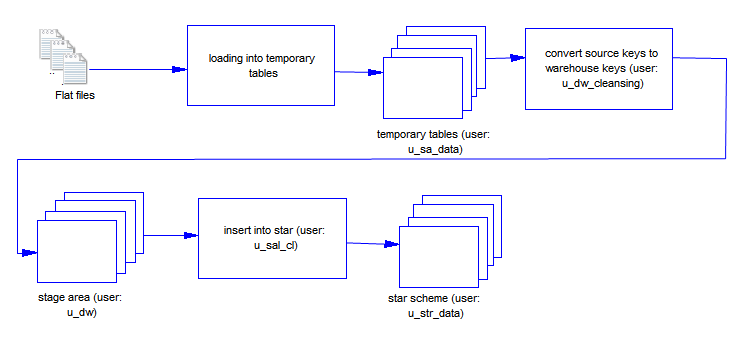 Flat files
loading into temporary
tables
temporary tables (user:
u_sa_data)
convert source keys to
warehouse keys (user:
u_dw_cleansing)
stage area (user:
u_dw)
insert into star (user:
u_sal_cl)
star scheme (user:
u_str_data)